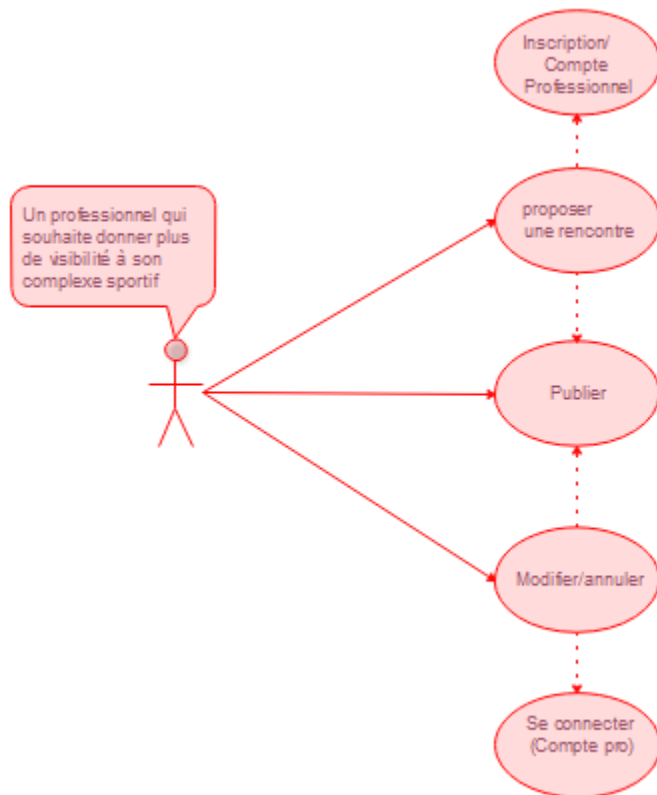 Inscription/
Compte
Professionnel
Un professionnel qui
souhaite donner plus
de visibilité à son
complexe sportif
proposer
une rencontre
Publier
Modifier/annuler
Se connecter
(Compte pro)